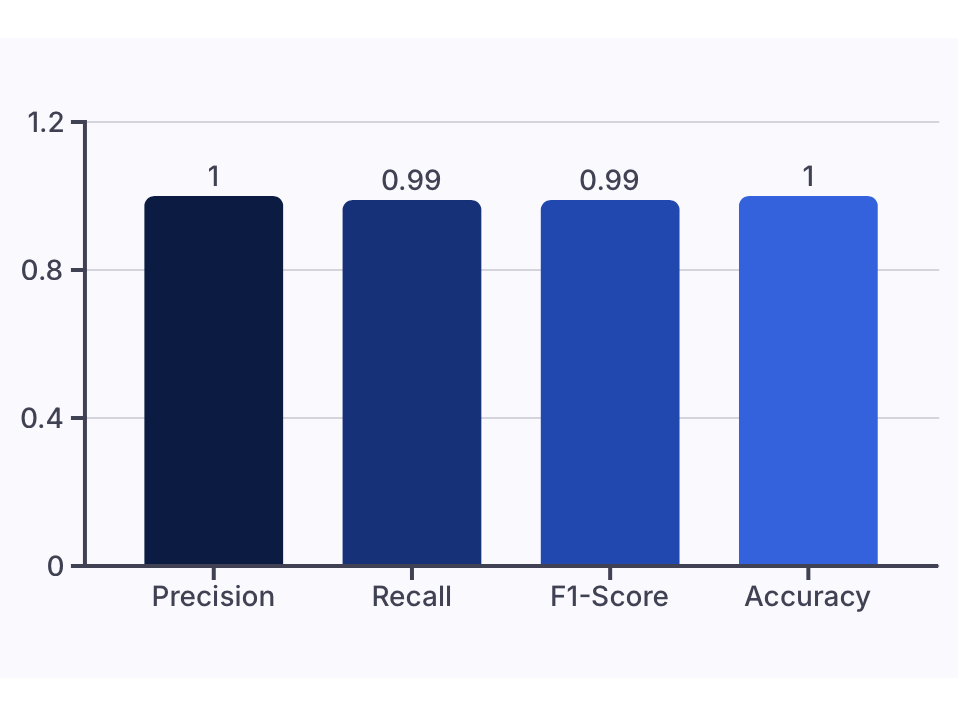 1.2
1
0.99
0.99
1
0.8
0.4
0
Precision
Recall
F1-Score
Accuracy